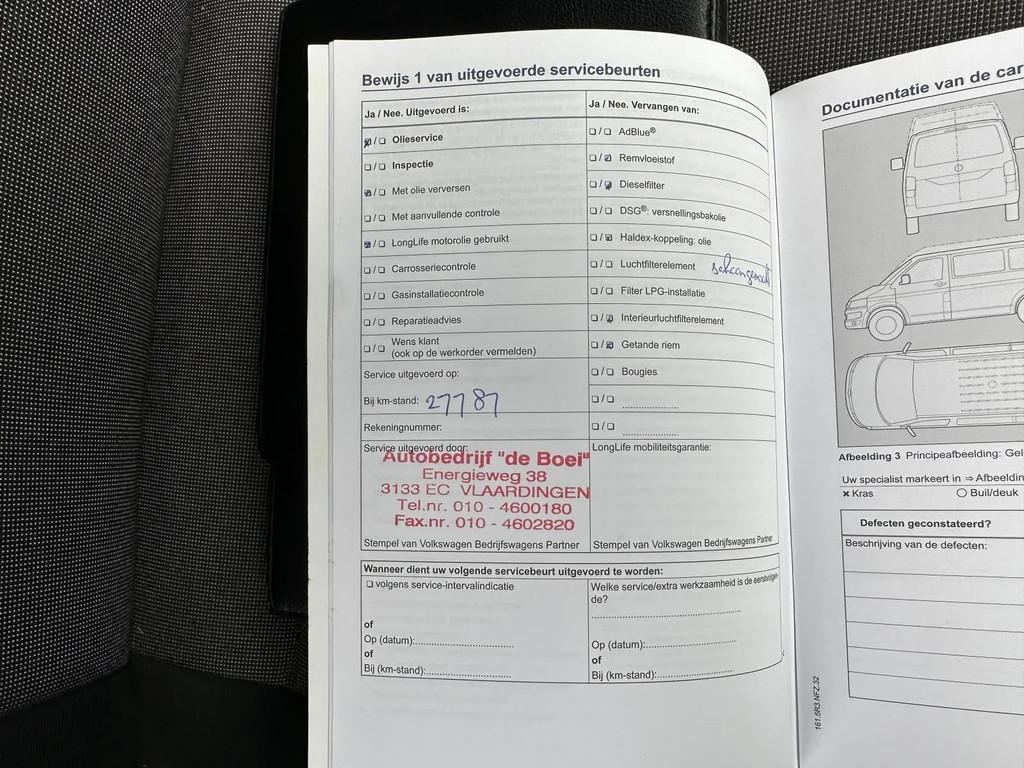 Bewijs 1 van uitgevoerde servicebeurten
Ja / Nee. Uitgevoerd is:
/ Olieservice
/ Inspectie
/ Met olie verversen
/ Met aanvullende controle
/ LongLife motorolie gebruikt
/ Carrosseriecontrole
/ Gasinstallatiecontrole
/ Reparatieadvies
/ Wens klant
(ook op de werkorder vermelden)
Service uitgevoerd op:
Bij km-stand: 27787
Rekeningnummer:
Service uitgevoerd door:
Autobedrijf "de Boei"
Energieweg 38
3133 EC VLAARDINGEN
Tel.nr. 010 - 4600180
Fax.nr. 010 - 4602820
Stempel van Volkswagen Bedrijfswagens Partner
Ja / Nee. Vervangen van:
/ AdBlue®
/ Remvloeistof
/ Dieselfilter
/ DSG®: versnellingsbakolie
/ Haldex-koppeling: olie
/ Luchtfilterelement schoongemaakt
/ Filter LPG-installatie
/ Interieurluchtfilterelement
/ Getande riem
/ Bougies
/ ....................
/ ....................
LongLife mobiliteitsgarantie:
Stempel van Volkswagen Bedrijfswagens Partner
Wanneer dient uw volgende servicebeurt uitgevoerd te worden:
volgens service-intervalindicatie
of
Op (datum):..................................
of
Bij (km-stand):..............................
Welke service/extra werkzaamheid is de eerstvolgen-
de?
..................................................
Op (datum):..............................
of
Bij (km-stand):..........................
Documentatie van de car
Afbeelding 3 Principeafbeelding: Gel
Uw specialist markeert in ⇒ Afbeeldin
× Kras
○ Buil/deuk
Defecten geconstateerd?
Beschrijving van de defecten:
161.5R3.NFZ.32